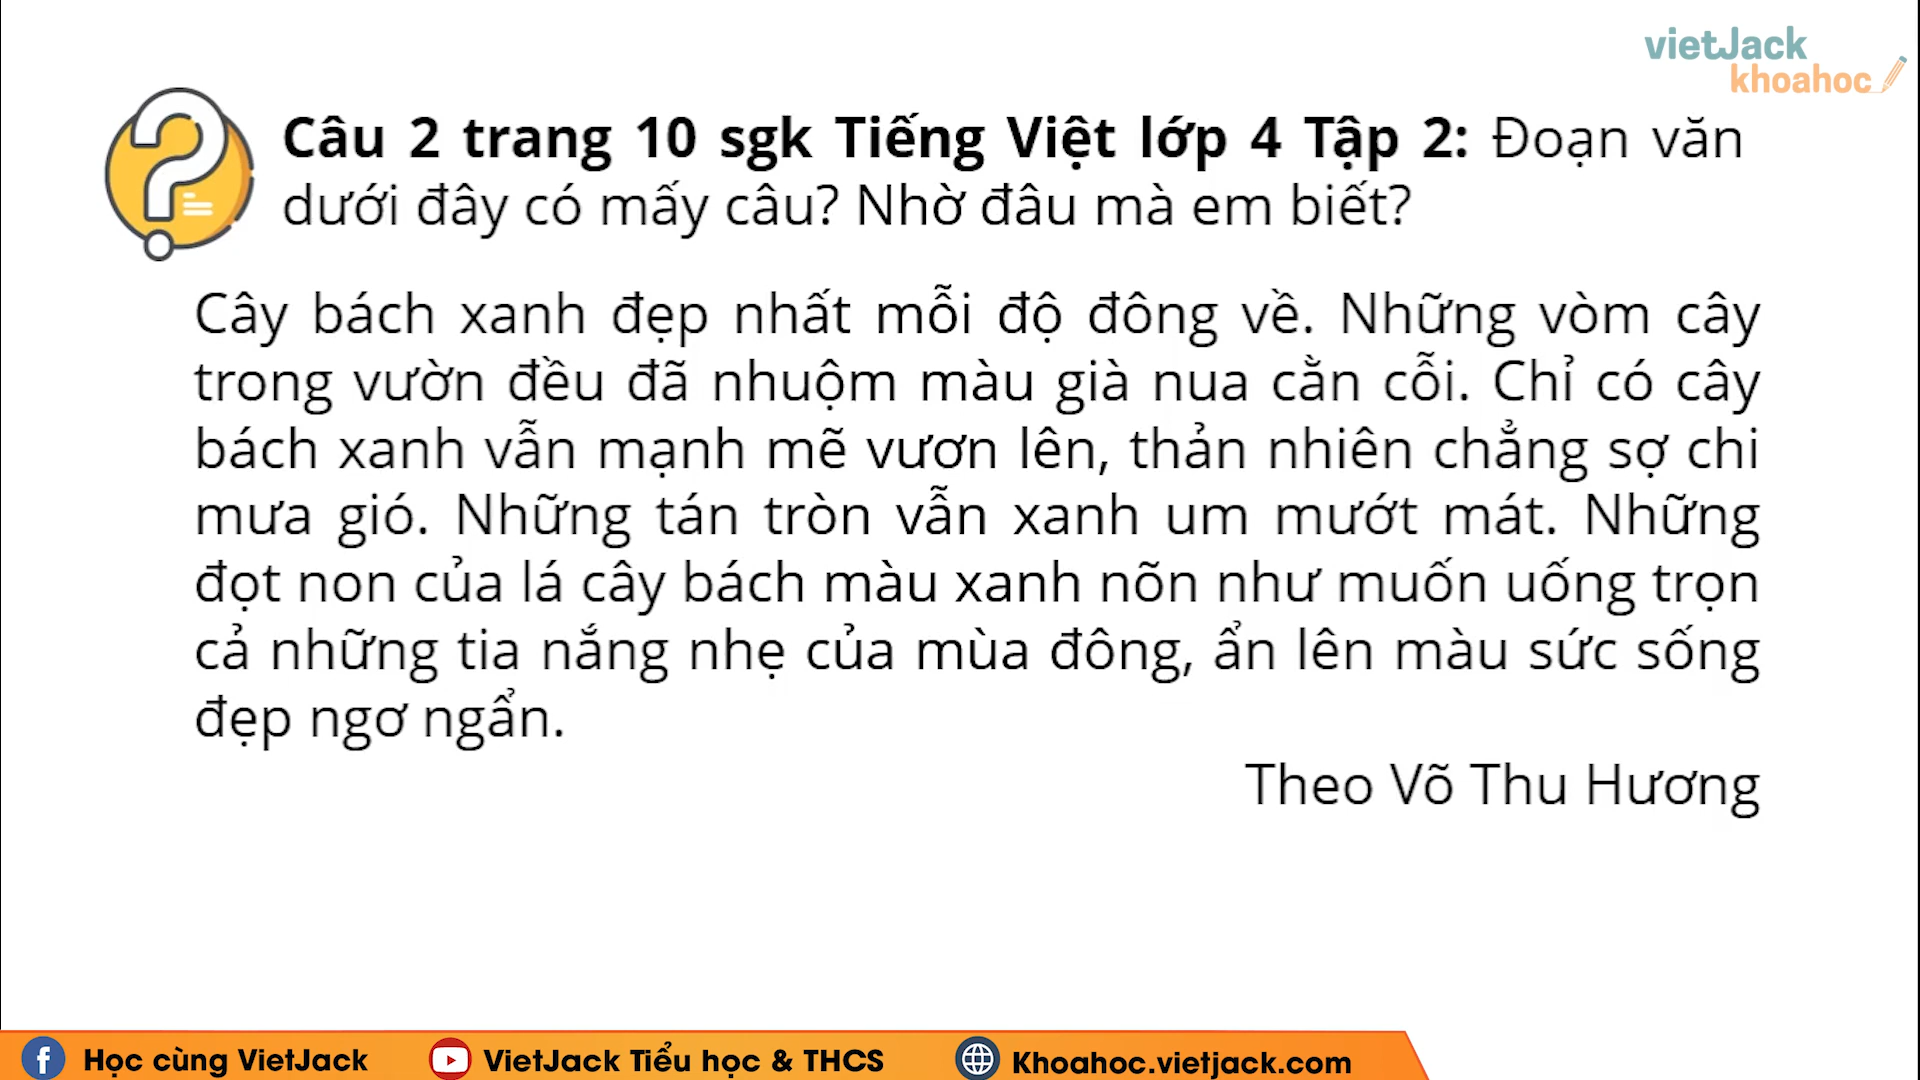 vietJack
khoahoc
Câu 2 trang 10 sgk Tiếng Việt lớp 4 Tập 2: Đoạn văn
dưới đây có mấy câu? Nhờ đâu mà em biết?
Cây bách xanh đẹp nhất mỗi độ đông về. Những vòm cây
trong vườn đều đã nhuộm màu già nua cằn cỗi. Chỉ có cây
bách xanh vẫn mạnh mẽ vươn lên, thản nhiên chẳng sợ chi
mưa gió. Những tán tròn vẫn xanh um mướt mát. Những
đọt non của lá cây bách màu xanh nõn như muốn uống trọn
cả những tia nắng nhẹ của mùa đông, ẩn lên màu sức sống
đẹp ngơ ngẩn.
Theo Võ Thu Hương
Học cùng VietJack
VietJack Tiểu học & THCS
Khoahoc.vietjack.com